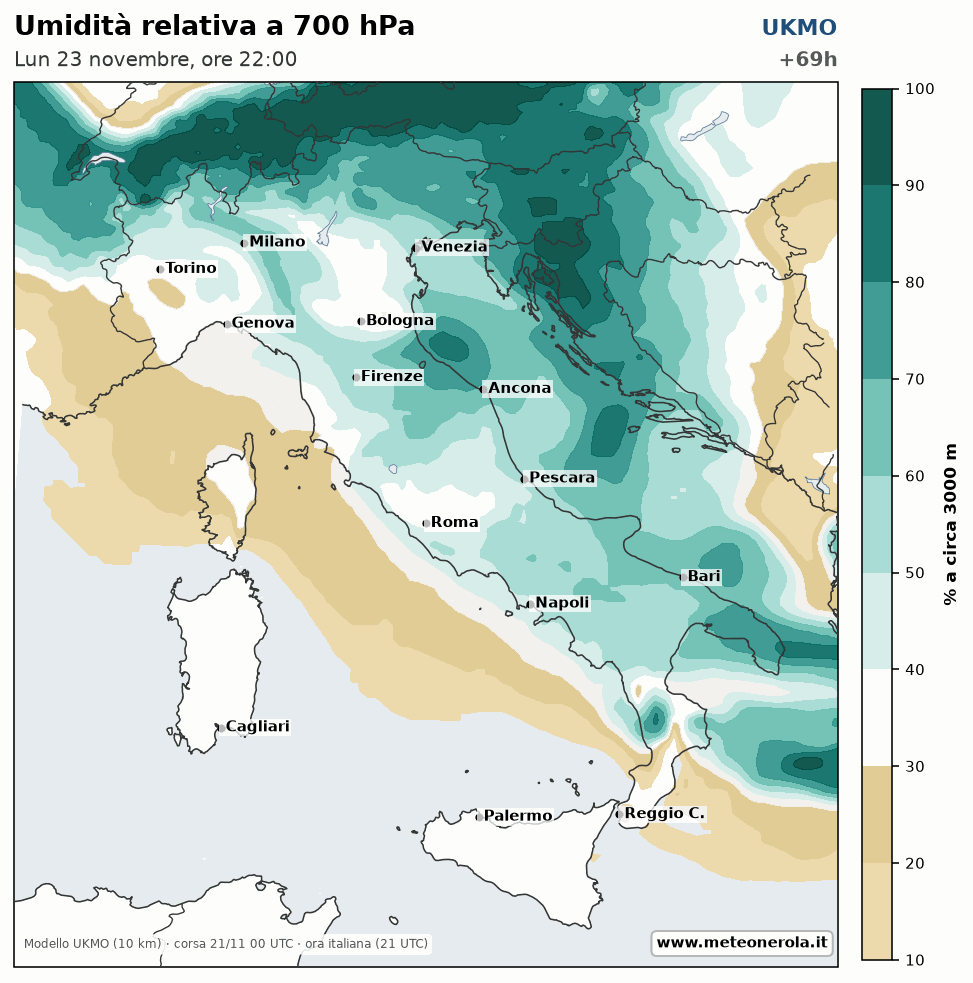 Umidità relativa a 700 hPa
UKMO
Lun 23 novembre, ore 22:00
+69h
100
90
80
70
60
50
40
30
20
10
% a circa 3000 m
Milano
Venezia
Torino
Genova
Bologna
Firenze
Ancona
Pescara
Roma
Bari
Napoli
Cagliari
Palermo
Reggio C.
Modello UKMO (10 km) · corsa 21/11 00 UTC · ora italiana (21 UTC)
www.meteonerola.it